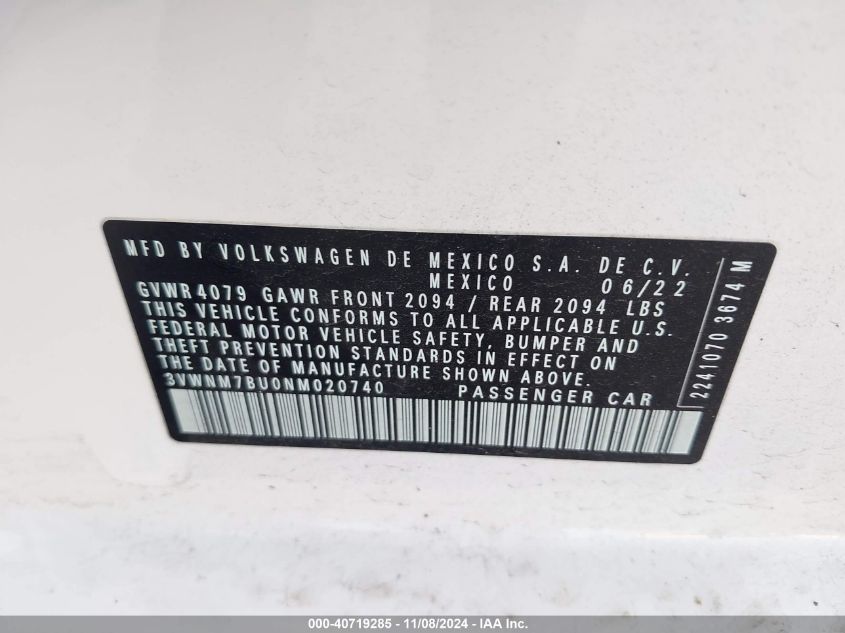 MFD BY VOLKSWAGEN DE MEXICO S.A. DE C.V.
MEXICO 06/22
GVWR 4079 GAWR FRONT 2094 / REAR 2094 LBS
THIS VEHICLE CONFORMS TO ALL APPLICABLE U.S.
FEDERAL MOTOR VEHICLE SAFETY, BUMPER AND
THEFT PREVENTION STANDARDS IN EFFECT ON
THE DATE OF MANUFACTURE SHOWN ABOVE.
3VWNM7BU0NM020740 PASSENGER CAR
2241070 3674 M
000-40719285 - 11/08/2024 - IAA Inc.